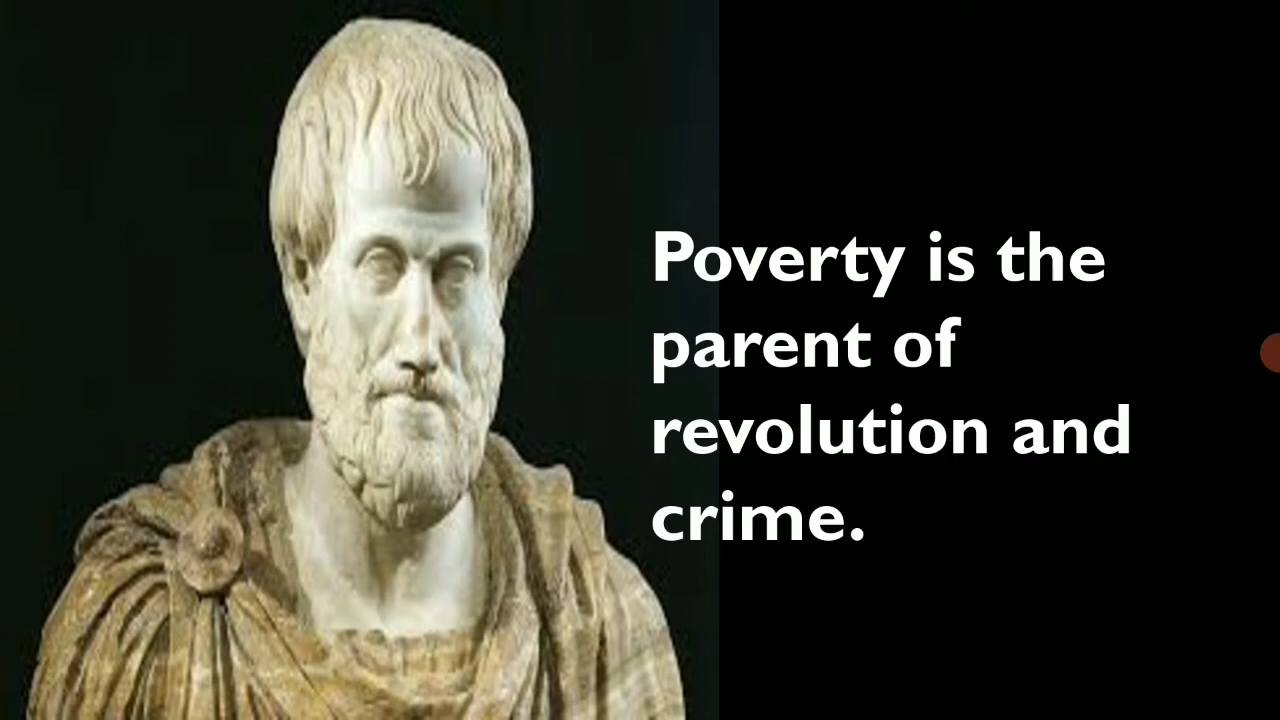 Poverty is the
parent of
revolution and
crime.